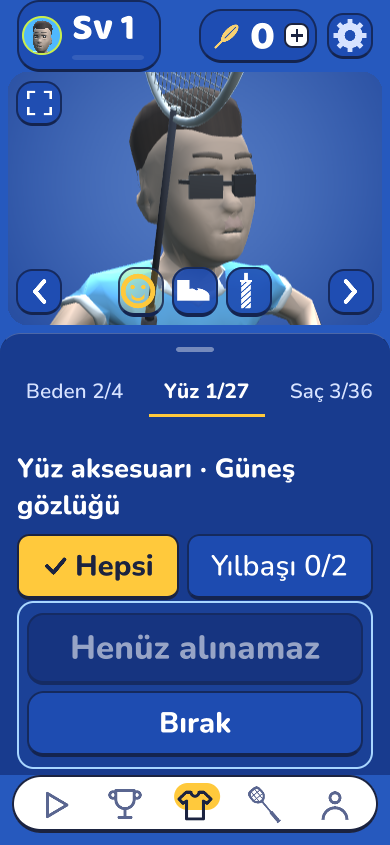 Sv 1
0
Beden 2/4
Yüz 1/27
Saç 3/36
Yüz aksesuarı · Güneş
gözlüğü
Hepsi
Yılbaşı 0/2
Henüz alınamaz
Bırak